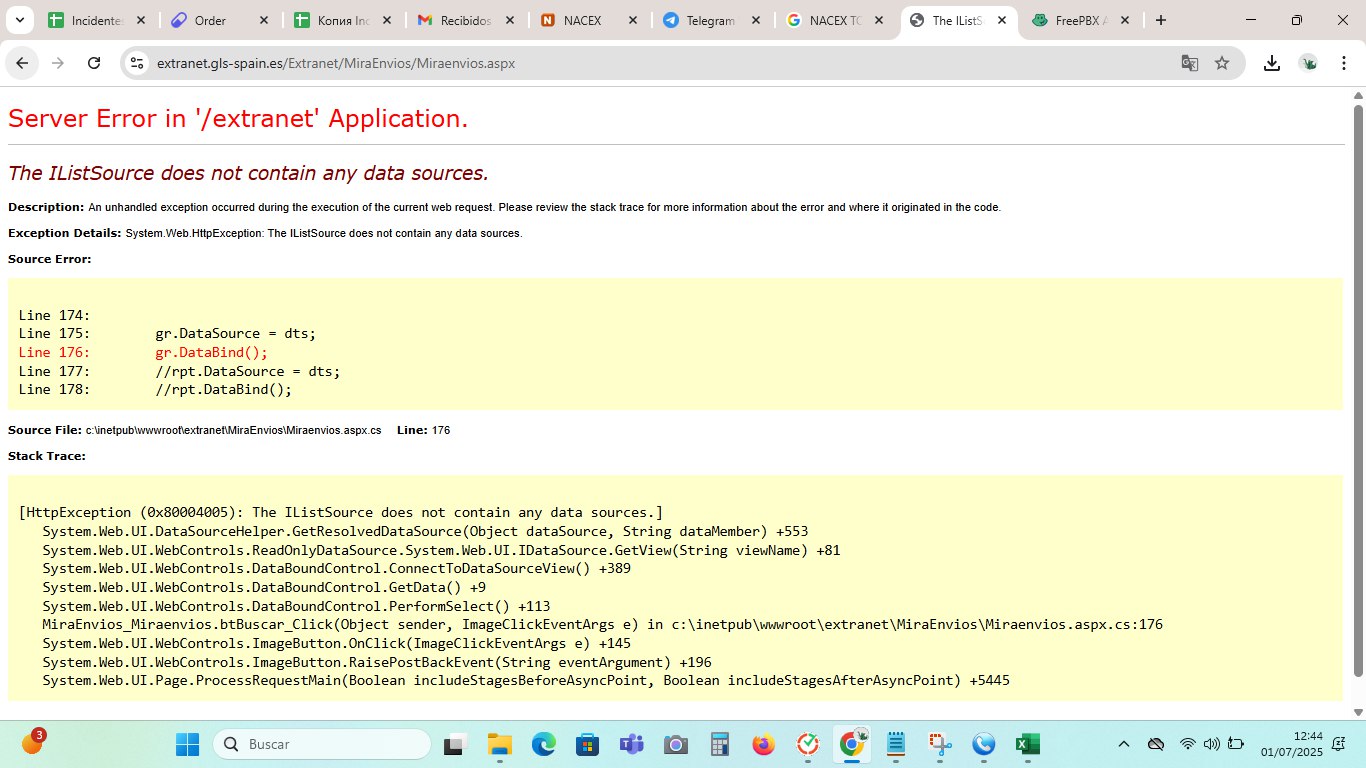 Incidente
Order
Копия Inc
Recibidos
NACEX
Telegram
NACEX TO
The IListS
FreePBX A
extranet.gls-spain.es/Extranet/MiraEnvios/Miraenvios.aspx
Server Error in '/extranet' Application.
The IListSource does not contain any data sources.
Description: An unhandled exception occurred during the execution of the current web request. Please review the stack trace for more information about the error and where it originated in the code.
Exception Details: System.Web.HttpException: The IListSource does not contain any data sources.
Source Error:
Line 174:
Line 175:        gr.DataSource = dts;
Line 176:        gr.DataBind();
Line 177:        //rpt.DataSource = dts;
Line 178:        //rpt.DataBind();
Source File: c:\inetpub\wwwroot\extranet\MiraEnvios\Miraenvios.aspx.cs    Line: 176
Stack Trace:
[HttpException (0x80004005): The IListSource does not contain any data sources.]
System.Web.UI.DataSourceHelper.GetResolvedDataSource(Object dataSource, String dataMember) +553
System.Web.UI.WebControls.ReadOnlyDataSource.System.Web.UI.IDataSource.GetView(String viewName) +81
System.Web.UI.WebControls.DataBoundControl.ConnectToDataSourceView() +389
System.Web.UI.WebControls.DataBoundControl.GetData() +9
System.Web.UI.WebControls.DataBoundControl.PerformSelect() +113
MiraEnvios_Miraenvios.btBuscar_Click(Object sender, ImageClickEventArgs e) in c:\inetpub\wwwroot\extranet\MiraEnvios\Miraenvios.aspx.cs:176
System.Web.UI.WebControls.ImageButton.OnClick(ImageClickEventArgs e) +145
System.Web.UI.WebControls.ImageButton.RaisePostBackEvent(String eventArgument) +196
System.Web.UI.Page.ProcessRequestMain(Boolean includeStagesBeforeAsyncPoint, Boolean includeStagesAfterAsyncPoint) +5445
3
Buscar
12:44
01/07/2025